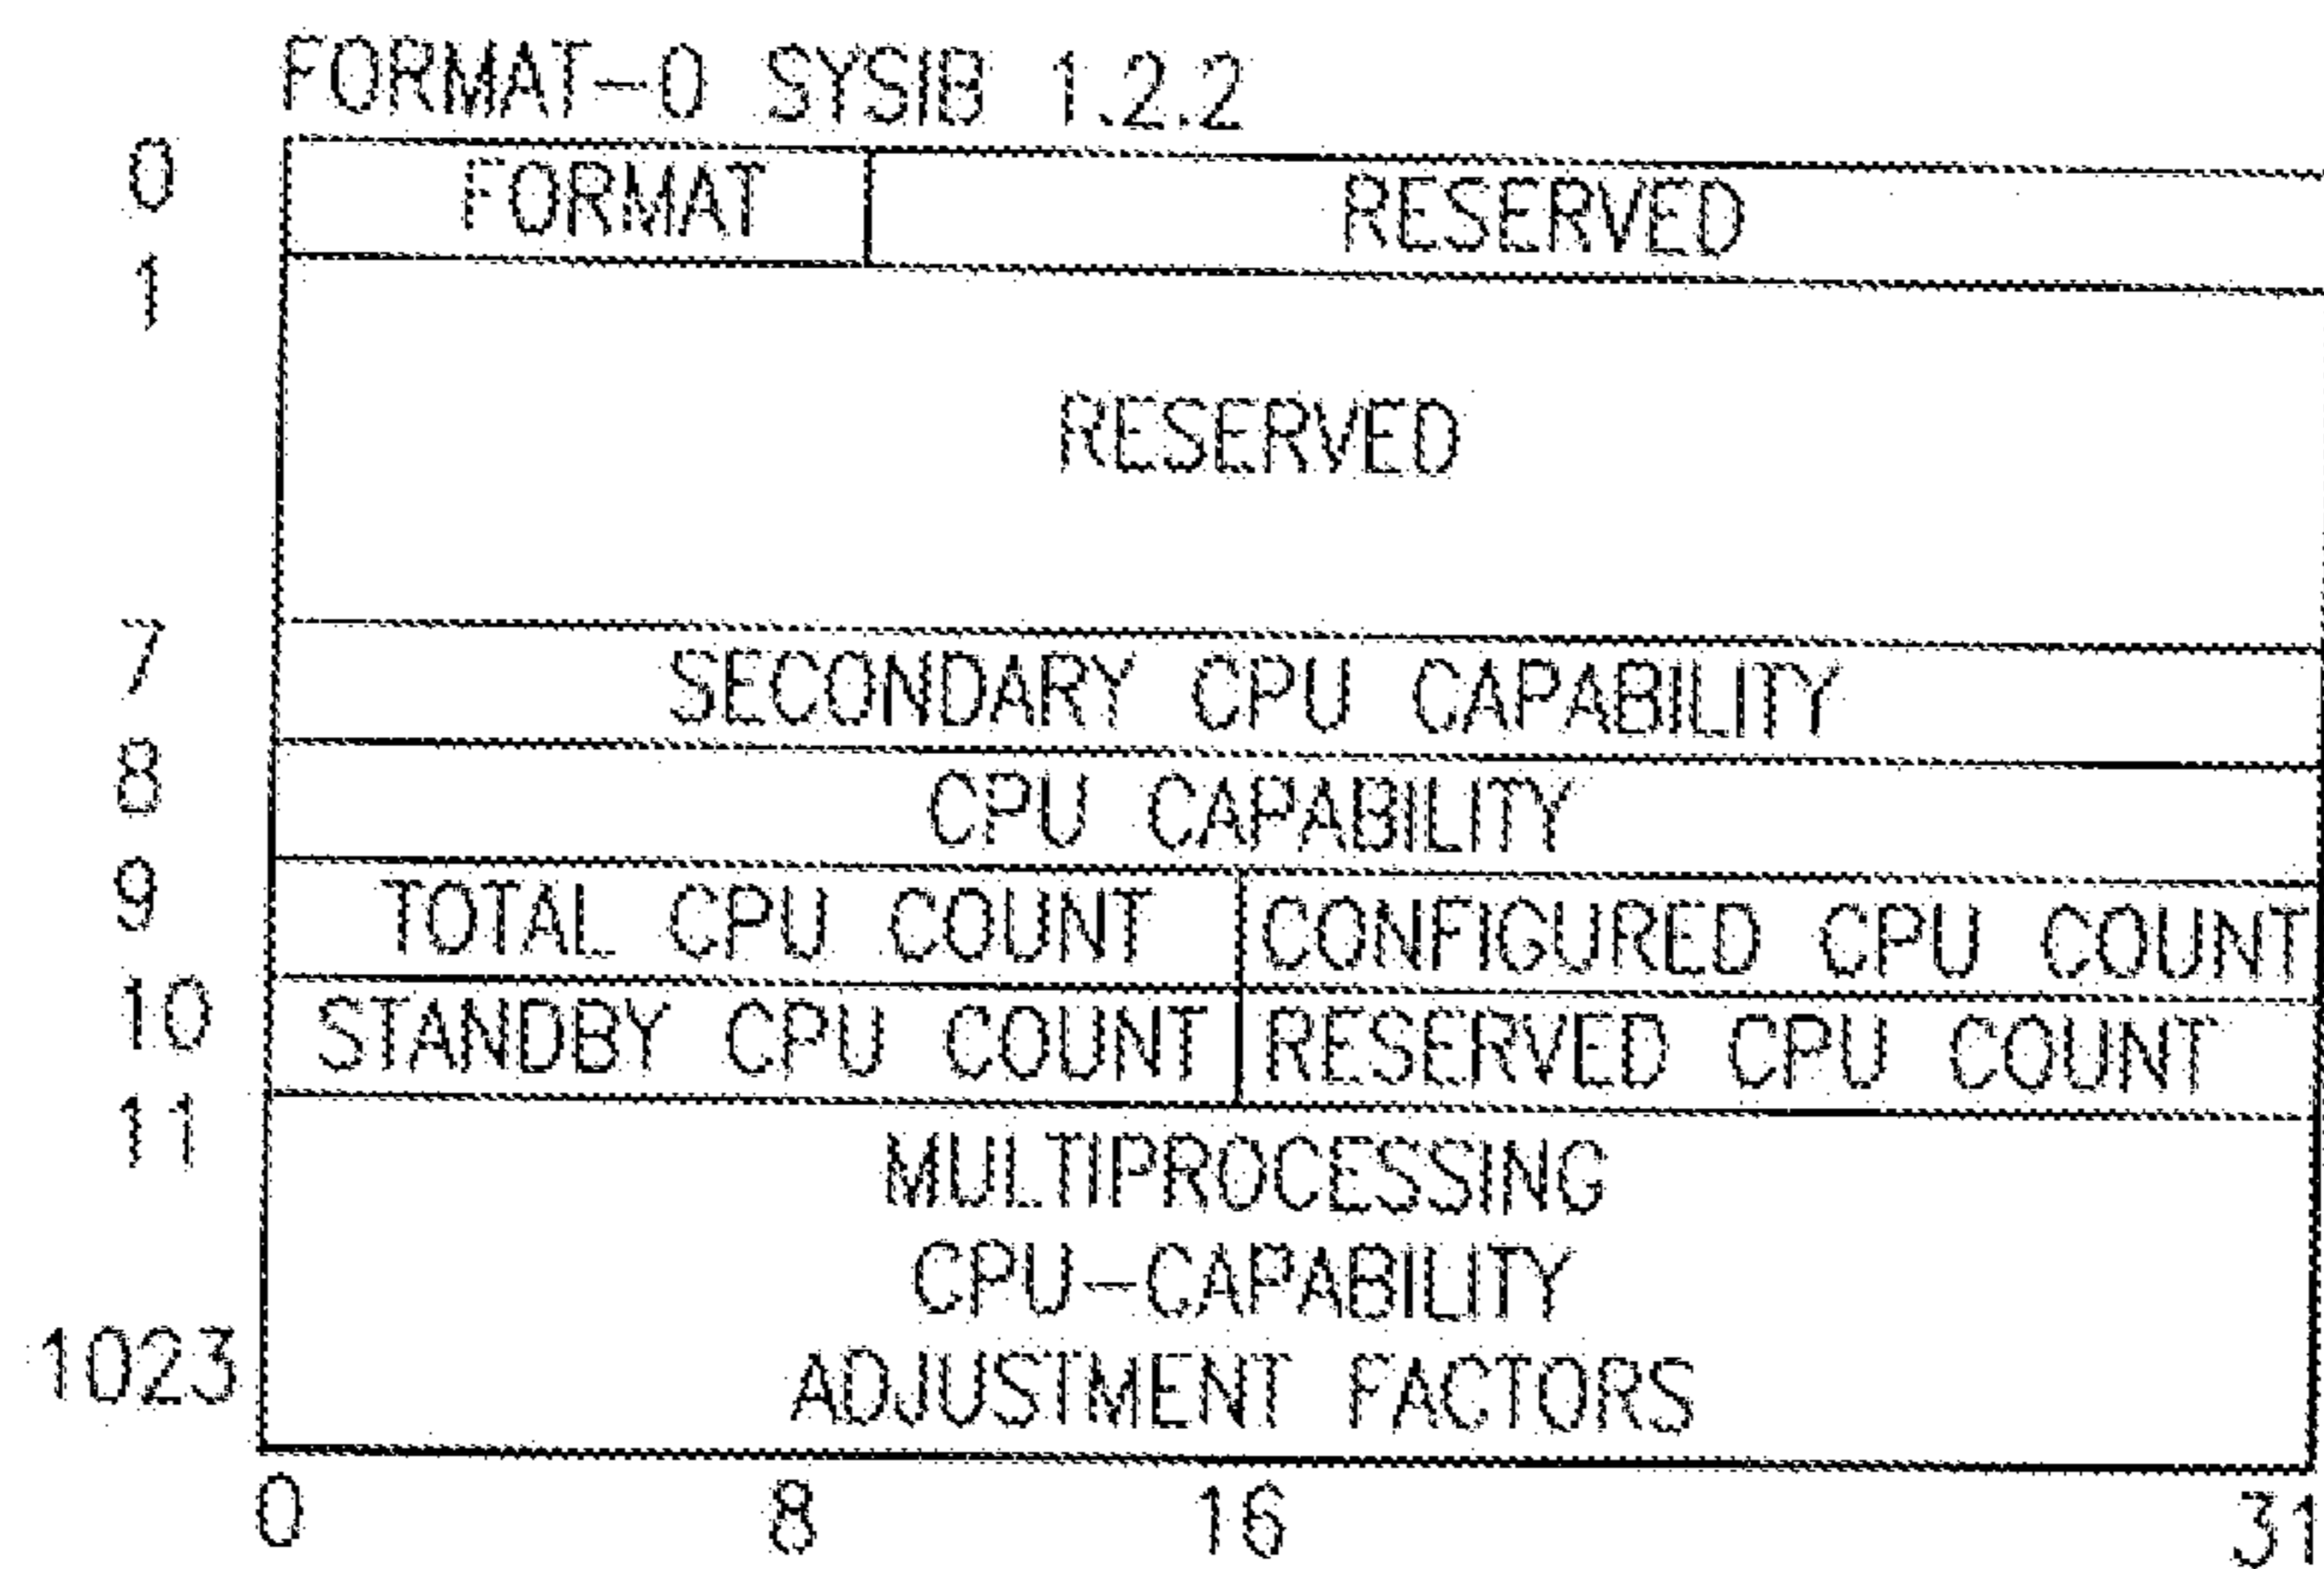 FORMAT-0 SYSIB 1.2.2
0 FORMAT RESERVED
1
RESERVED
7 SECONDARY CPU CAPABILITY
8 CPU CAPABILITY
9 TOTAL CPU COUNT CONFIGURED CPU COUNT
10 STANDBY CPU COUNT RESERVED CPU COUNT
11 MULTIPROCESSING
CPU-CAPABILITY
1023 ADJUSTMENT FACTORS
0 8 16 31